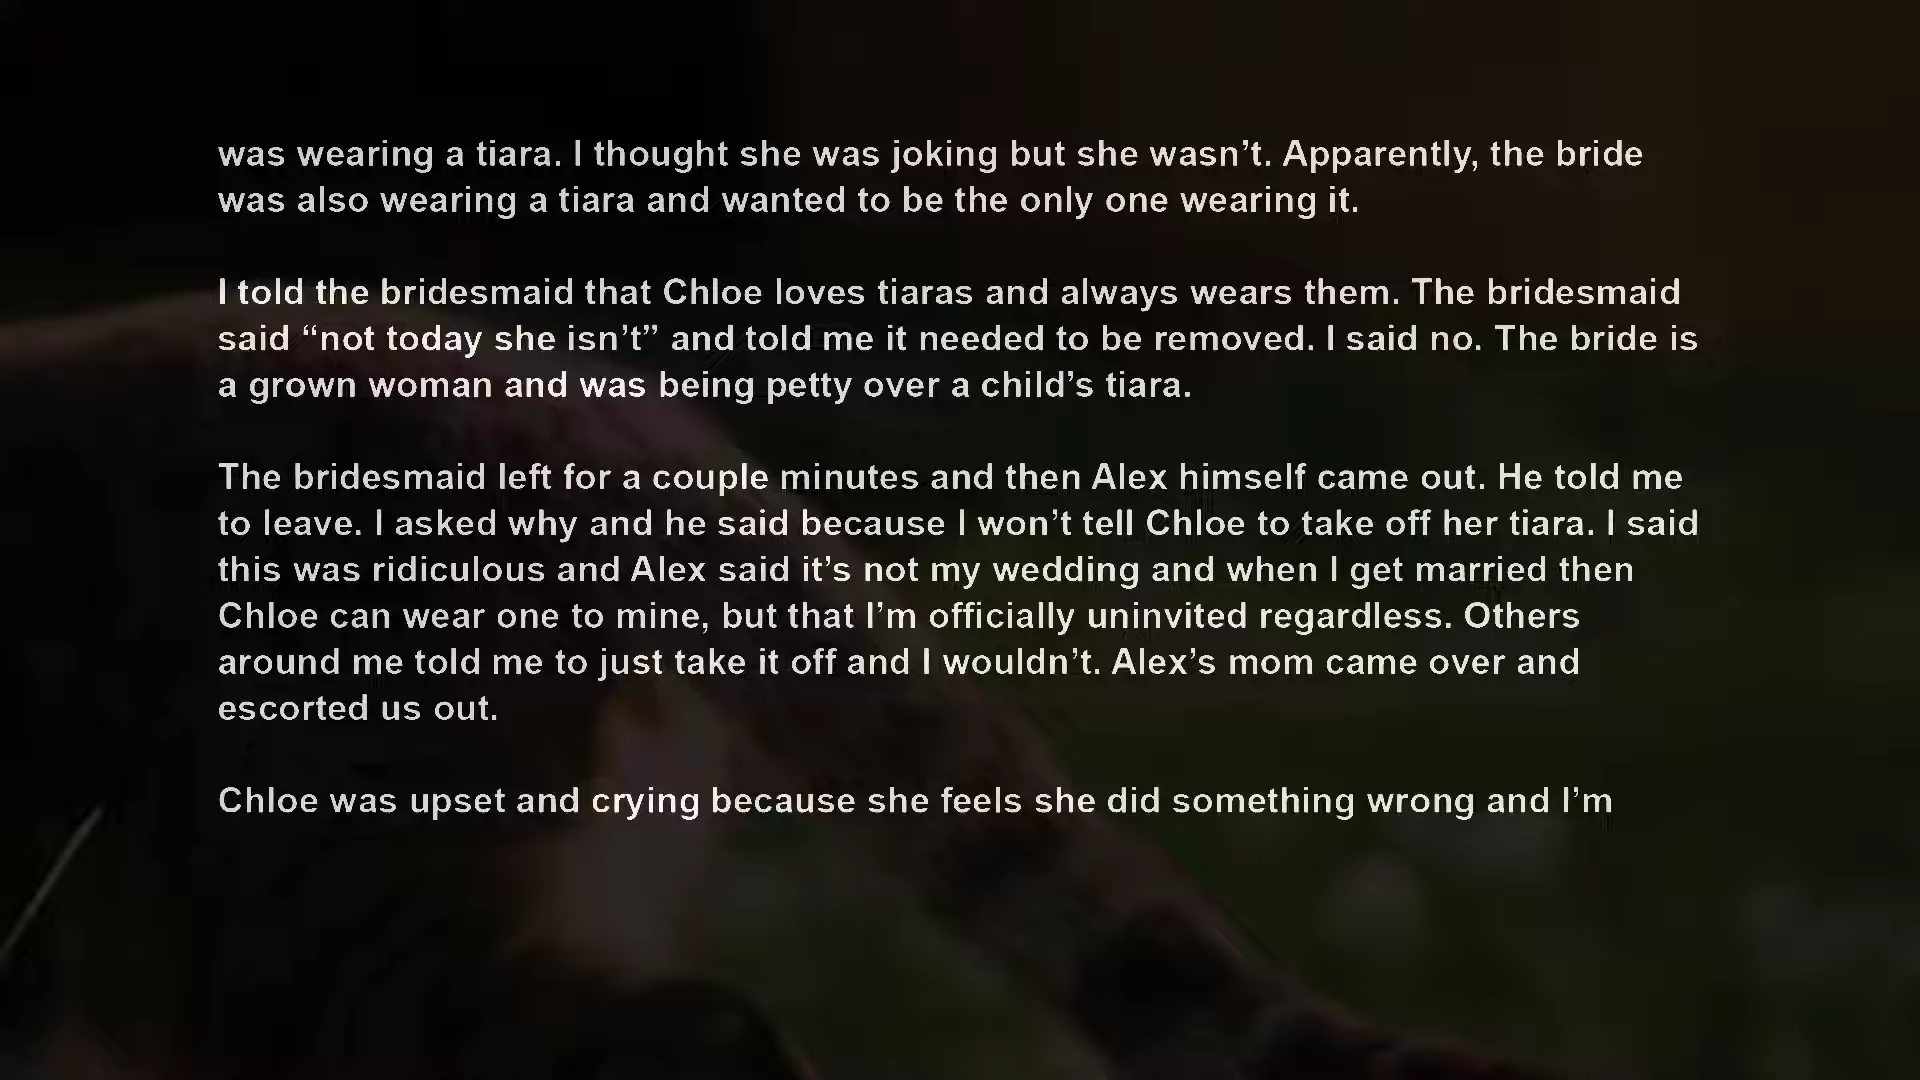 was wearing a tiara. I thought she was joking but she wasn’t. Apparently, the bride
was also wearing a tiara and wanted to be the only one wearing it.
I told the bridesmaid that Chloe loves tiaras and always wears them. The bridesmaid
said “not today she isn’t” and told me it needed to be removed. I said no. The bride is
a grown woman and was being petty over a child’s tiara.
The bridesmaid left for a couple minutes and then Alex himself came out. He told me
to leave. I asked why and he said because I won’t tell Chloe to take off her tiara. I said
this was ridiculous and Alex said it’s not my wedding and when I get married then
Chloe can wear one to mine, but that I’m officially uninvited regardless. Others
around me told me to just take it off and I wouldn’t. Alex’s mom came over and
escorted us out.
Chloe was upset and crying because she feels she did something wrong and I’m